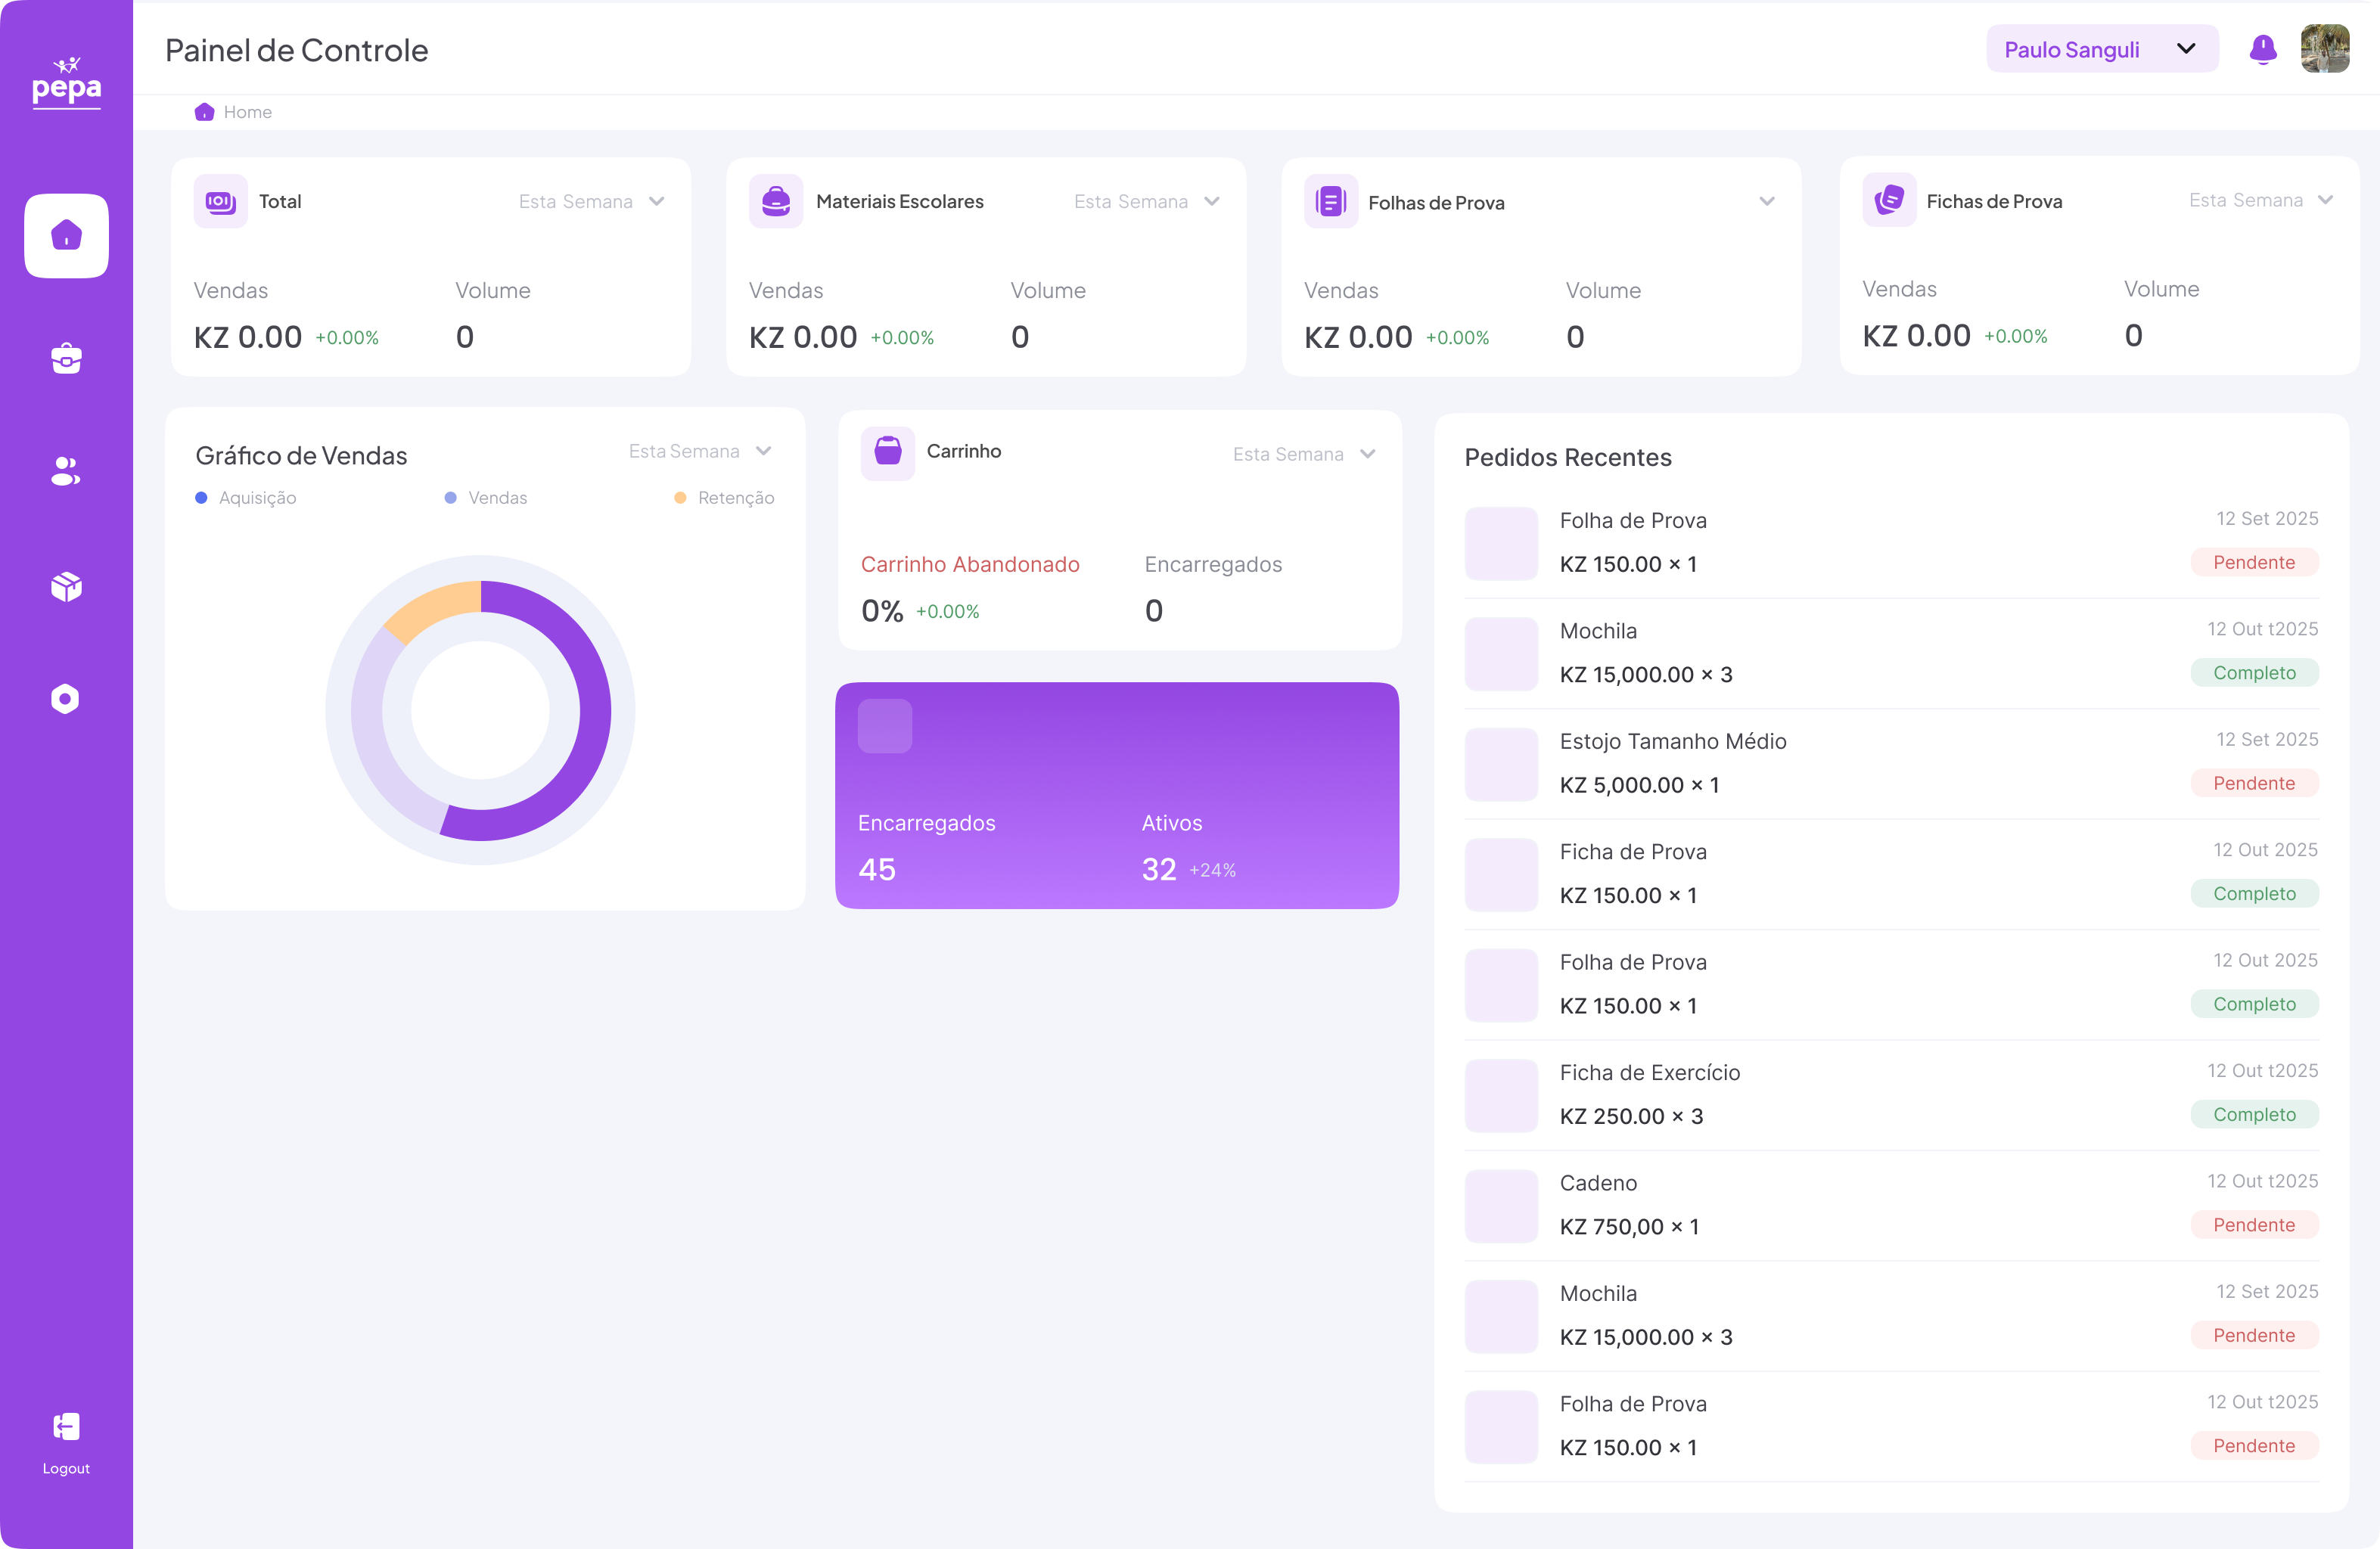 pepa
Painel de Controle
Paulo Sanguli
Home
Total
Esta Semana
Vendas
Volume
KZ 0.00 +0.00%
0
Materiais Escolares
Esta Semana
Vendas
Volume
KZ 0.00 +0.00%
0
Folhas de Prova
Vendas
Volume
KZ 0.00 +0.00%
0
Fichas de Prova
Esta Semana
Vendas
Volume
KZ 0.00 +0.00%
0
Gráfico de Vendas
Esta Semana
Aquisição
Vendas
Retenção
Carrinho
Esta Semana
Carrinho Abandonado
Encarregados
0% +0.00%
0
Encarregados
Ativos
45
32 +24%
Pedidos Recentes
Folha de Prova
12 Set 2025
KZ 150.00 × 1
Pendente
Mochila
12 Out t2025
KZ 15,000.00 × 3
Completo
Estojo Tamanho Médio
12 Set 2025
KZ 5,000.00 × 1
Pendente
Ficha de Prova
12 Out 2025
KZ 150.00 × 1
Completo
Folha de Prova
12 Out 2025
KZ 150.00 × 1
Completo
Ficha de Exercício
12 Out t2025
KZ 250.00 × 3
Completo
Cadeno
12 Out t2025
KZ 750,00 × 1
Pendente
Mochila
12 Set 2025
KZ 15,000.00 × 3
Pendente
Folha de Prova
12 Out t2025
KZ 150.00 × 1
Pendente
Logout